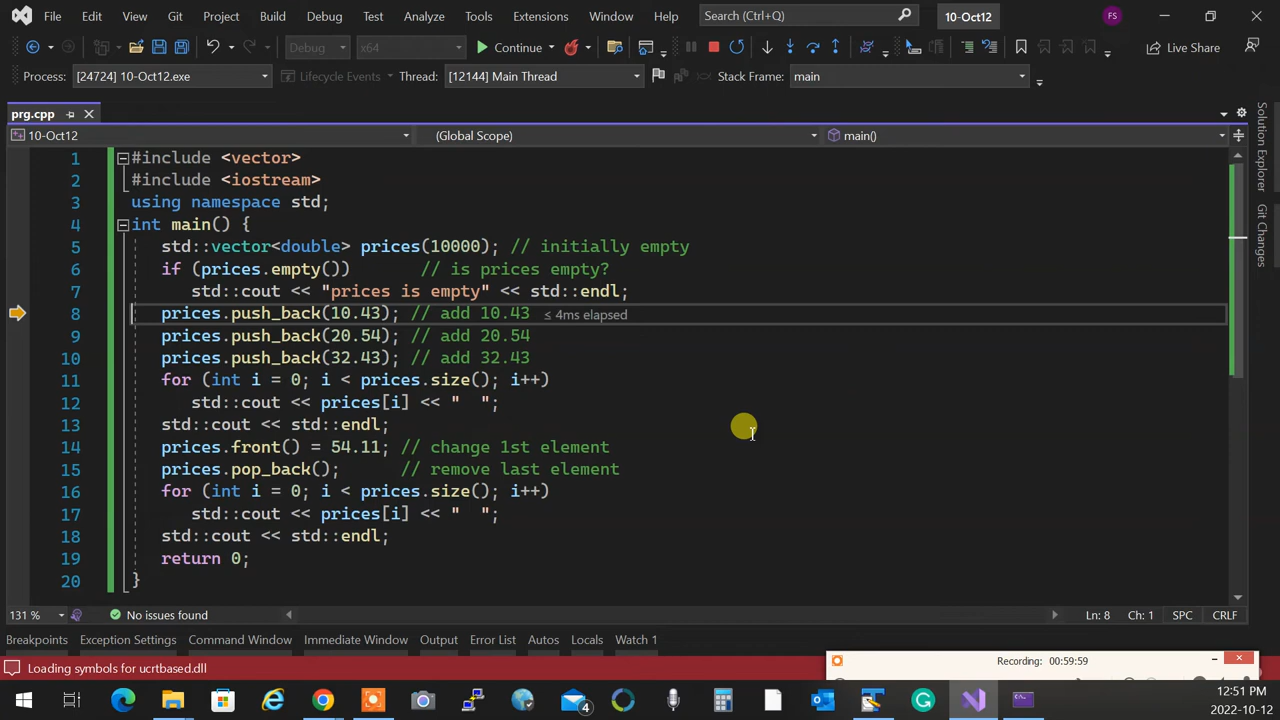 File Edit View Git Project Build Debug Test Analyze Tools Extensions Window Help Search (Ctrl+Q) 10-Oct12 FS
Debug x64 Continue Live Share
Process: [24724] 10-Oct12.exe Lifecycle Events Thread: [12144] Main Thread Stack Frame: main
prg.cpp
10-Oct12 (Global Scope) main()
1 #include <vector>
2 #include <iostream>
3 using namespace std;
4 int main() {
5 std::vector<double> prices(10000); // initially empty
6 if (prices.empty()) // is prices empty?
7 std::cout << "prices is empty" << std::endl;
8 prices.push_back(10.43); // add 10.43 ≤ 4ms elapsed
9 prices.push_back(20.54); // add 20.54
10 prices.push_back(32.43); // add 32.43
11 for (int i = 0; i < prices.size(); i++)
12 std::cout << prices[i] << "  ";
13 std::cout << std::endl;
14 prices.front() = 54.11; // change 1st element
15 prices.pop_back(); // remove last element
16 for (int i = 0; i < prices.size(); i++)
17 std::cout << prices[i] << "  ";
18 std::cout << std::endl;
19 return 0;
20 }
Solution Explorer
Git Changes
131 % No issues found Ln: 8 Ch: 1 SPC CRLF
Breakpoints Exception Settings Command Window Immediate Window Output Error List Autos Locals Watch 1
Loading symbols for ucrtbased.dll
Recording: 00:59:59
4
12:51 PM
2022-10-12